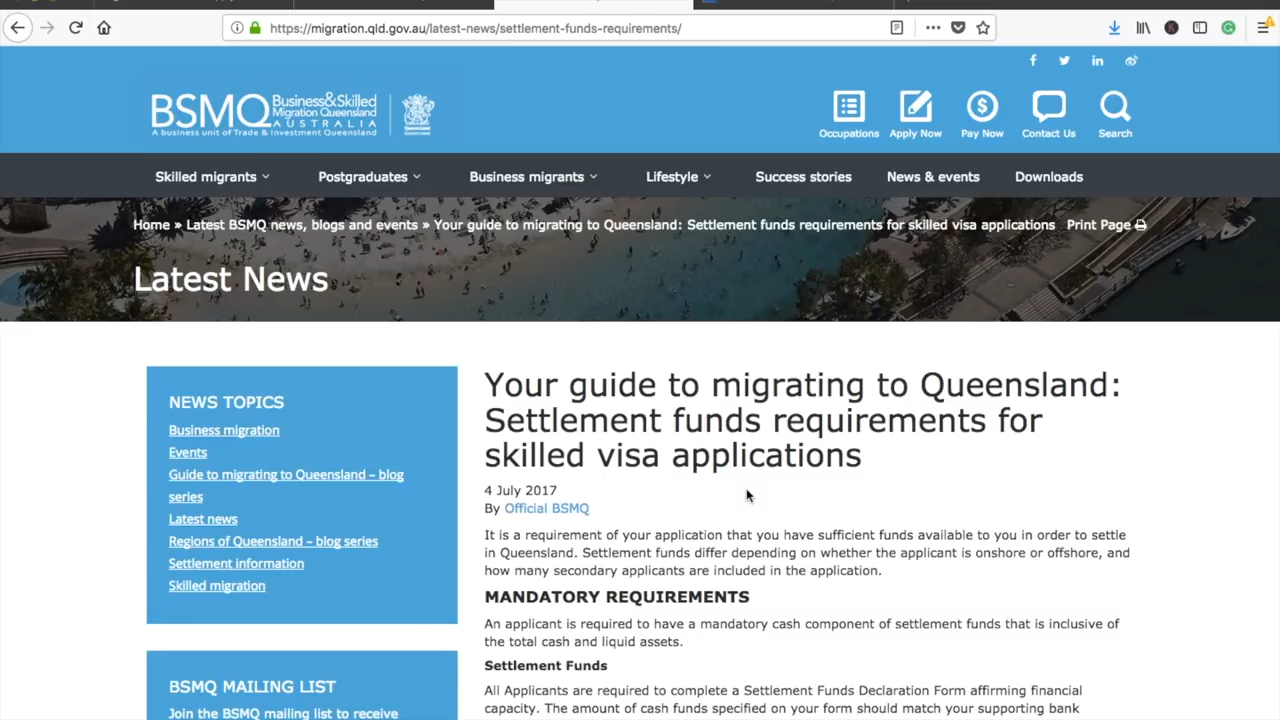 https://migration.qld.gov.au/latest-news/settlement-funds-requirements/
BSMQ Business&Skilled
Migration Queensland
AUSTRALIA
A business unit of Trade & Investment Queensland
Occupations Apply Now Pay Now Contact Us Search
Skilled migrants Postgraduates Business migrants Lifestyle Success stories News & events Downloads
Home » Latest BSMQ news, blogs and events » Your guide to migrating to Queensland: Settlement funds requirements for skilled visa applications Print Page
Latest News
NEWS TOPICS
Business migration
Events
Guide to migrating to Queensland – blog
series
Latest news
Regions of Queensland – blog series
Settlement information
Skilled migration
BSMQ MAILING LIST
Join the BSMQ mailing list to receive
Your guide to migrating to Queensland:
Settlement funds requirements for
skilled visa applications
4 July 2017
By Official BSMQ
It is a requirement of your application that you have sufficient funds available to you in order to settle
in Queensland. Settlement funds differ depending on whether the applicant is onshore or offshore, and
how many secondary applicants are included in the application.
MANDATORY REQUIREMENTS
An applicant is required to have a mandatory cash component of settlement funds that is inclusive of
the total cash and liquid assets.
Settlement Funds
All Applicants are required to complete a Settlement Funds Declaration Form affirming financial
capacity. The amount of cash funds specified on your form should match your supporting bank